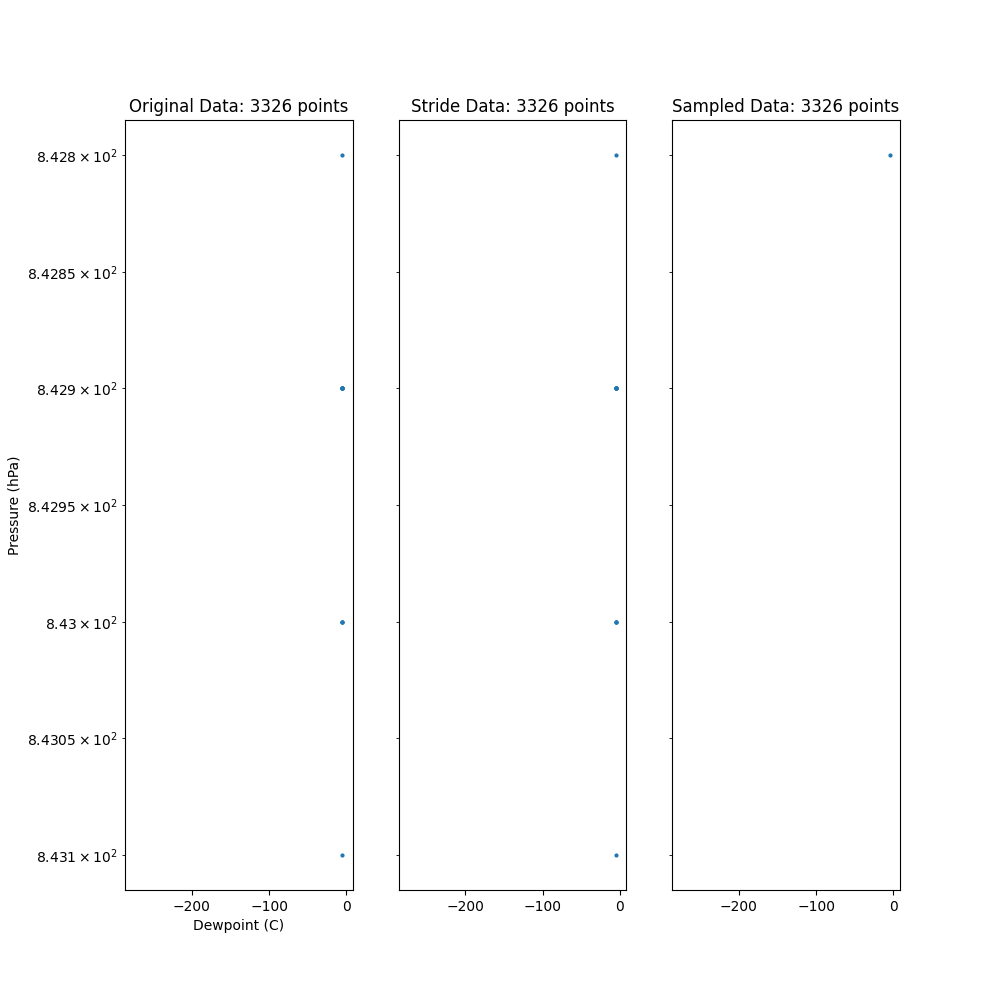 Original Data: 3326 points
Stride Data: 3326 points
Sampled Data: 3326 points
8.428 × 10²
8.4285 × 10²
8.429 × 10²
8.4295 × 10²
8.43 × 10²
8.4305 × 10²
8.431 × 10²
Pressure (hPa)
−200 −100 0
−200 −100 0
−200 −100 0
Dewpoint (C)